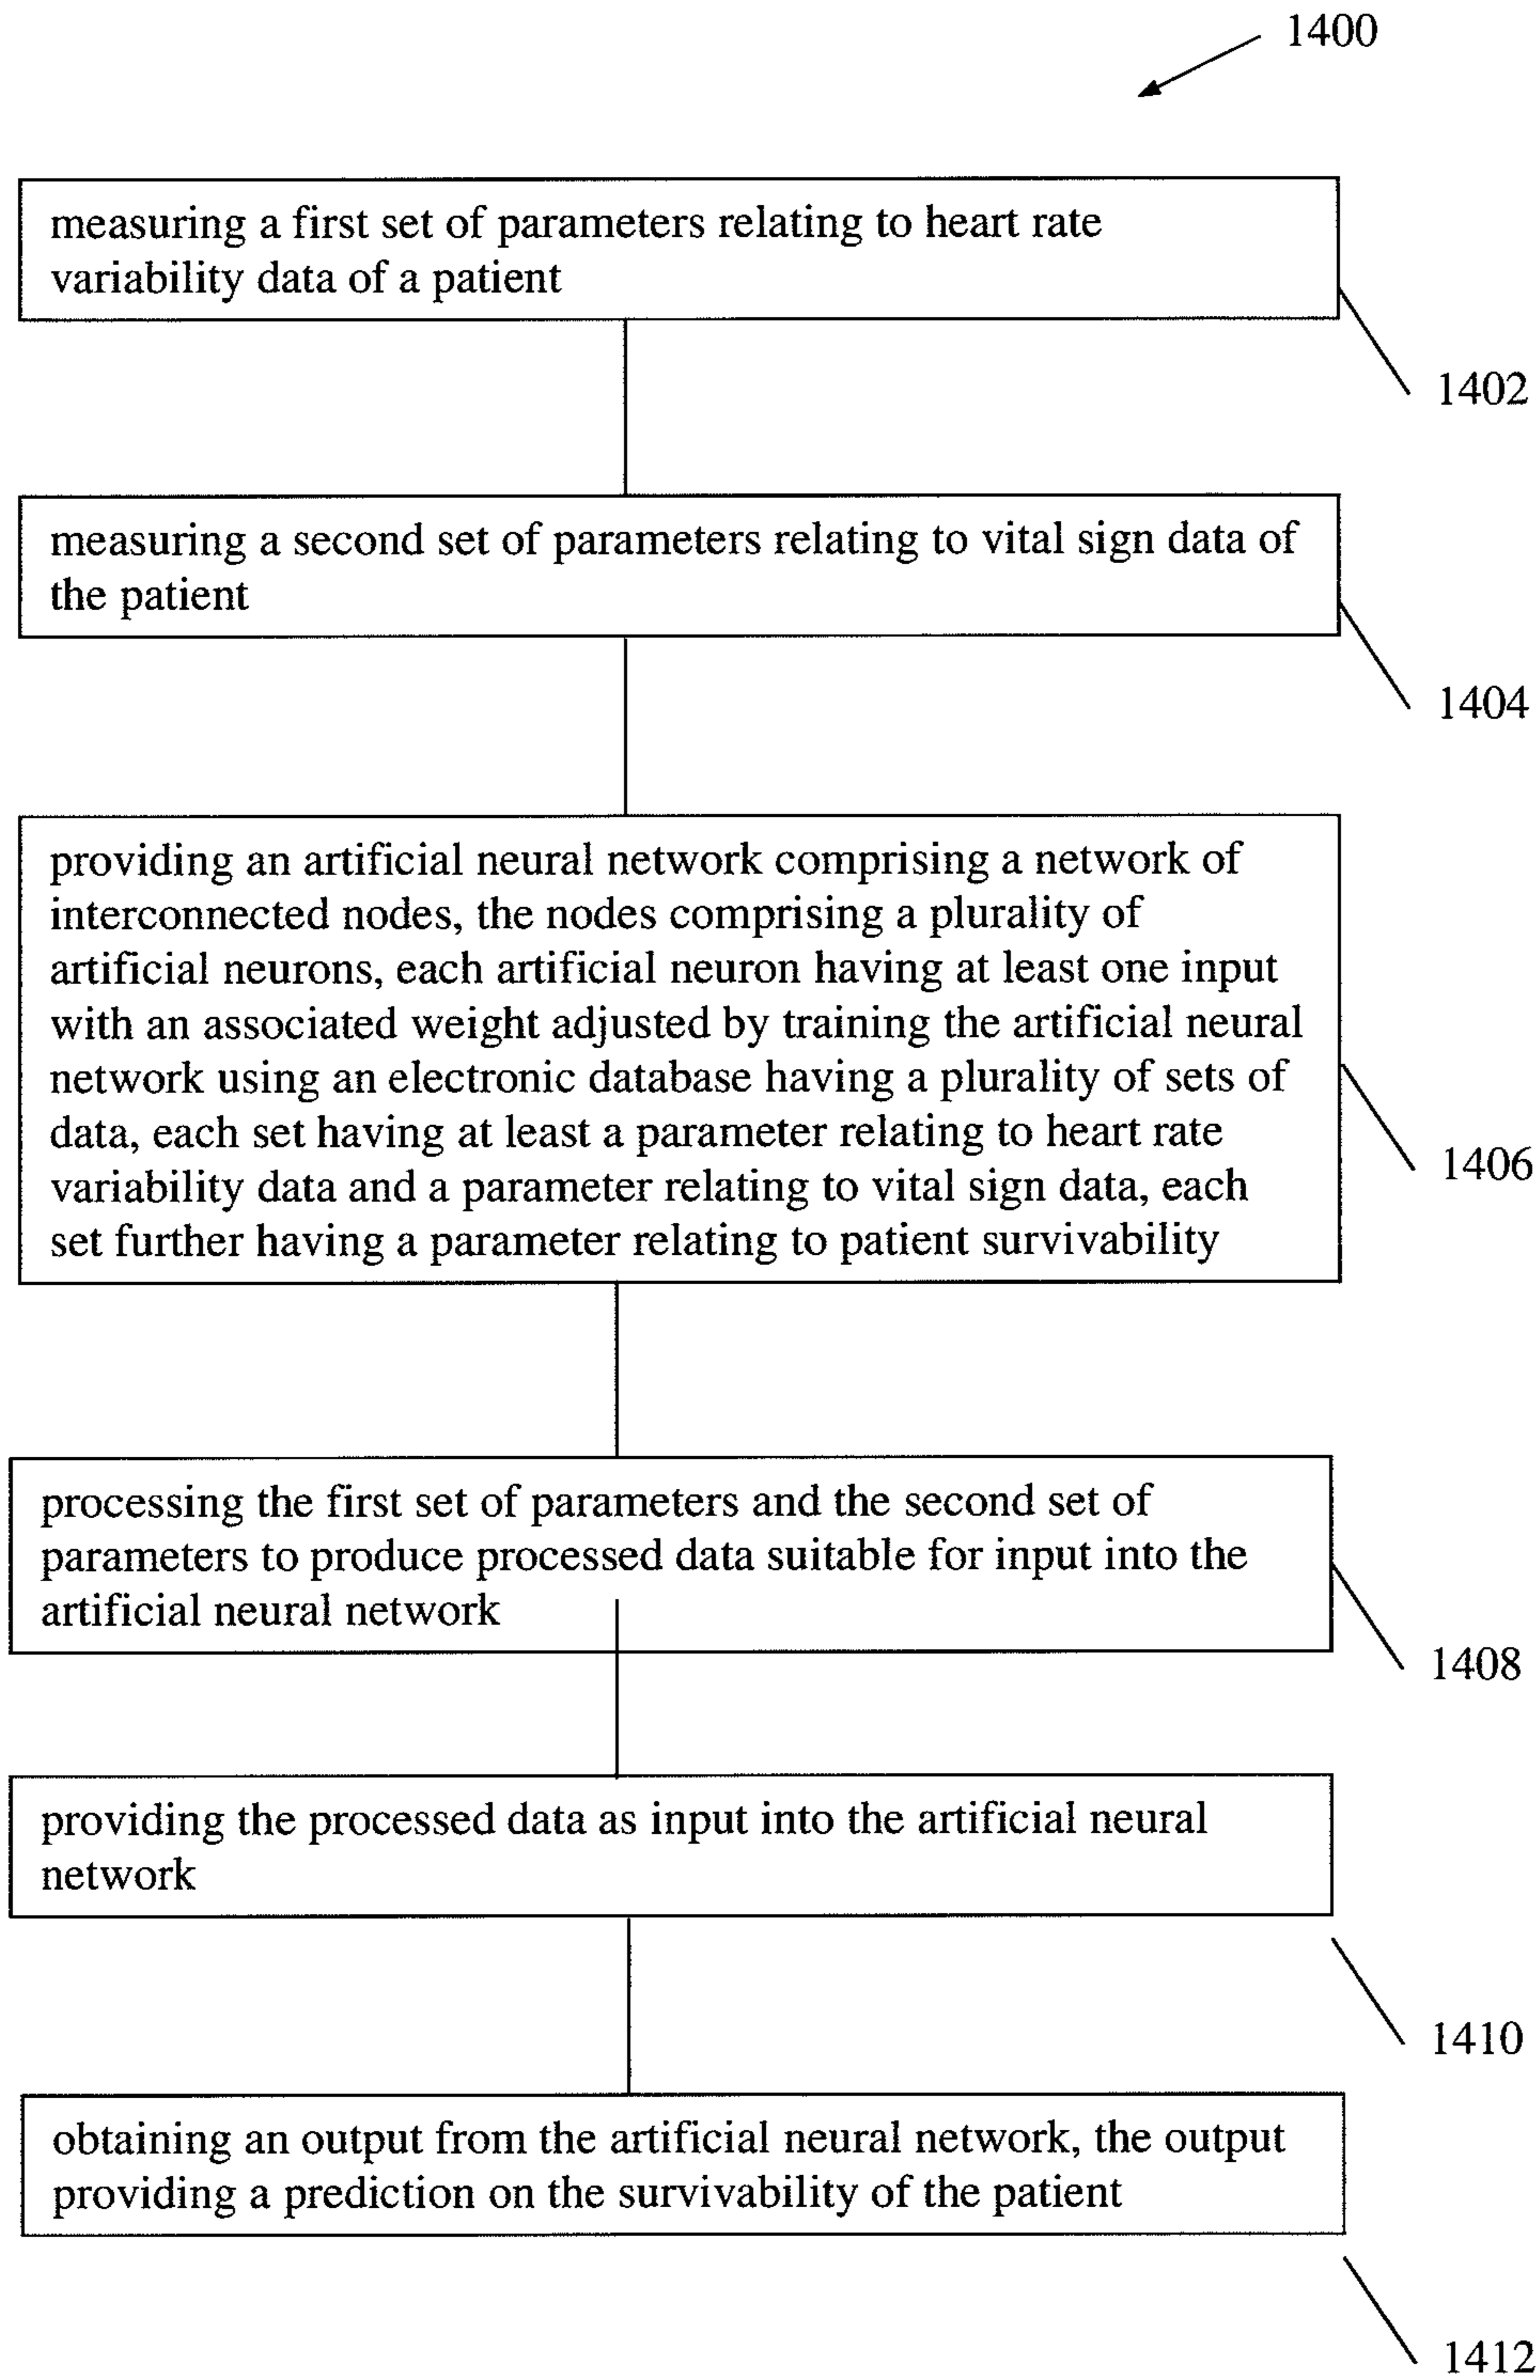 1400
measuring a first set of parameters relating to heart rate
variability data of a patient
1402
measuring a second set of parameters relating to vital sign data of
the patient
1404
providing an artificial neural network comprising a network of
interconnected nodes, the nodes comprising a plurality of
artificial neurons, each artificial neuron having at least one input
with an associated weight adjusted by training the artificial neural
network using an electronic database having a plurality of sets of
data, each set having at least a parameter relating to heart rate
variability data and a parameter relating to vital sign data, each
set further having a parameter relating to patient survivability
1406
processing the first set of parameters and the second set of
parameters to produce processed data suitable for input into the
artificial neural network
1408
providing the processed data as input into the artificial neural
network
1410
obtaining an output from the artificial neural network, the output
providing a prediction on the survivability of the patient
1412